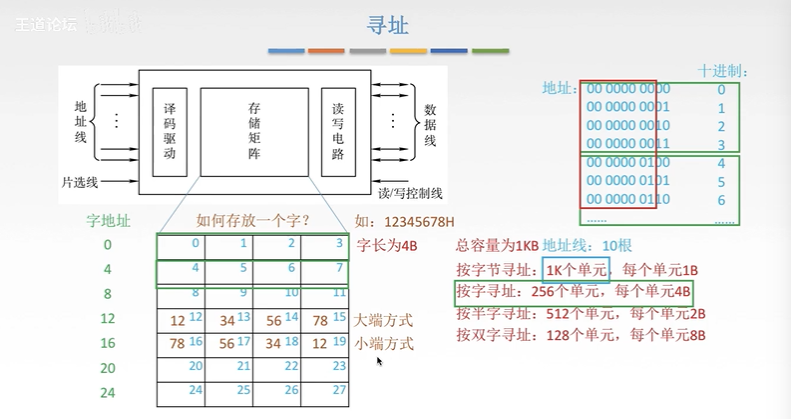 王道论坛
寻址
地址线
⋮
片选线
译码驱动
存储矩阵
读写电路
⋮
数据线
读/写控制线
十进制：
地址：
00 0000 0000 0
00 0000 0001 1
00 0000 0010 2
00 0000 0011 3
00 0000 0100 4
00 0000 0101 5
00 0000 0110 6
…… ……
字地址 如何存放一个字？ 如：12345678H
0 0 1 2 3 字长为4B
4 4 5 6 7
8 8 9 10 11
12 12 12 34 13 56 14 78 15 大端方式
16 78 16 56 17 34 18 12 19 小端方式
20 20 21 22 23
24 24 25 26 27
总容量为1KB 地址线：10根
按字节寻址：1K个单元，每个单元1B
按字寻址：256个单元，每个单元4B
按半字寻址：512个单元，每个单元2B
按双字寻址：128个单元，每个单元8B